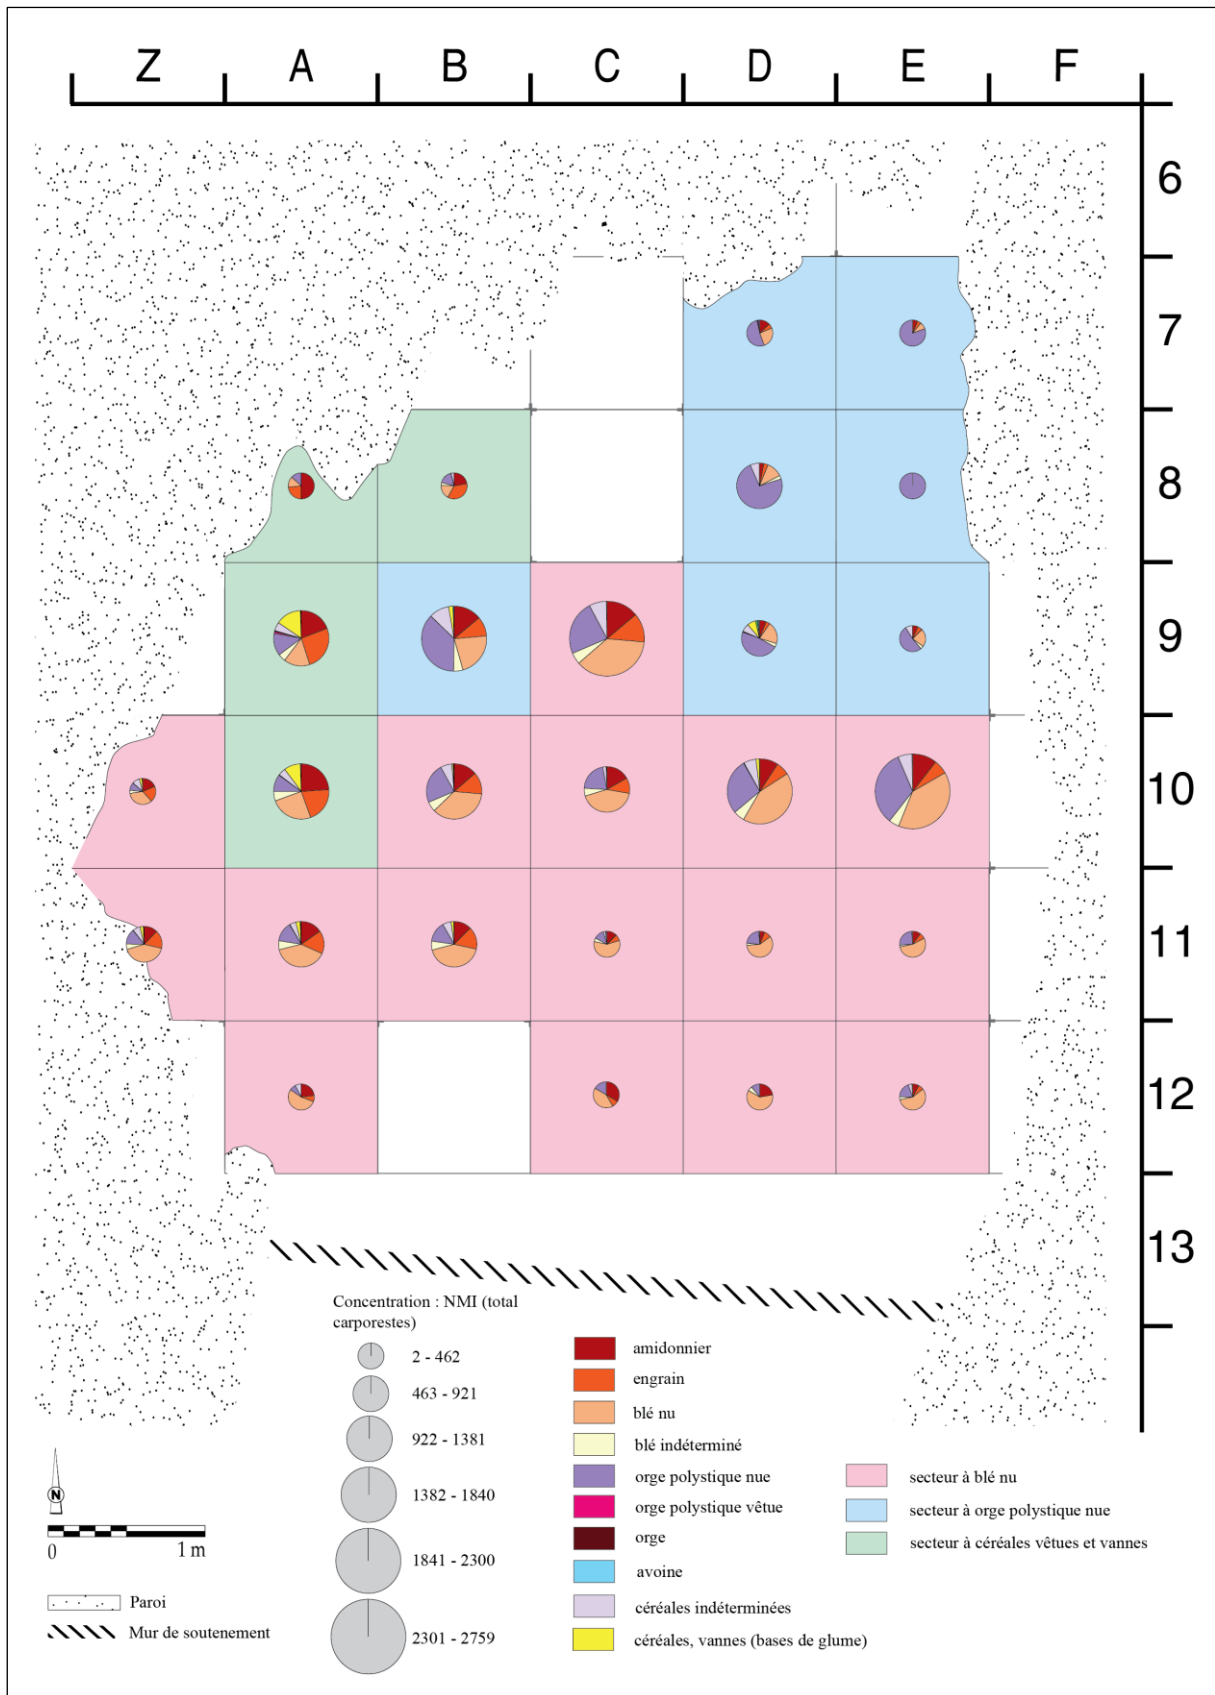 Z A B C D E F
6
7
8
9
10
11
12
13
Concentration : NMI (total
carporestes)
2 - 462
463 - 921
922 - 1381
1382 - 1840
1841 - 2300
2301 - 2759
amidonnier
engrain
blé nu
blé indéterminé
orge polystique nue
orge polystique vêtue
orge
avoine
céréales indéterminées
céréales, vannes (bases de glume)
secteur à blé nu
secteur à orge polystique nue
secteur à céréales vêtues et vannes
N
0 1 m
Paroi
Mur de soutenement